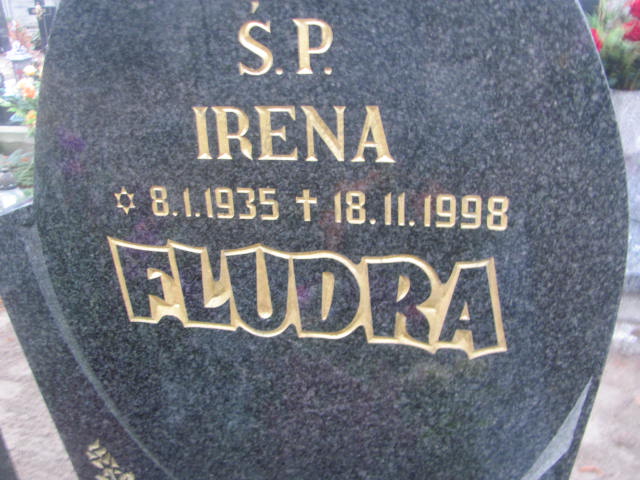 Ś.P.
IRENA
✡ 8.1.1935 ✝ 18.11.1998
FLUDRA